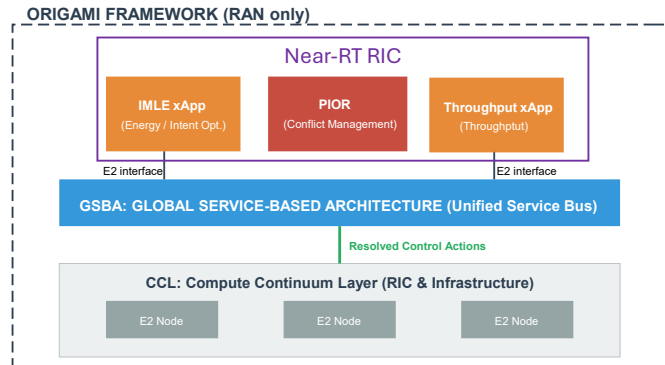 ORIGAMI FRAMEWORK (RAN only)
Near-RT RIC
IMLE xApp
(Energy / Intent Opt.)
PIOR
(Conflict Management)
Throughput xApp
(Throughptut)
E2 interface
E2 interface
GSBA: GLOBAL SERVICE-BASED ARCHITECTURE (Unified Service Bus)
Resolved Control Actions
CCL: Compute Continuum Layer (RIC & Infrastructure)
E2 Node
E2 Node
E2 Node